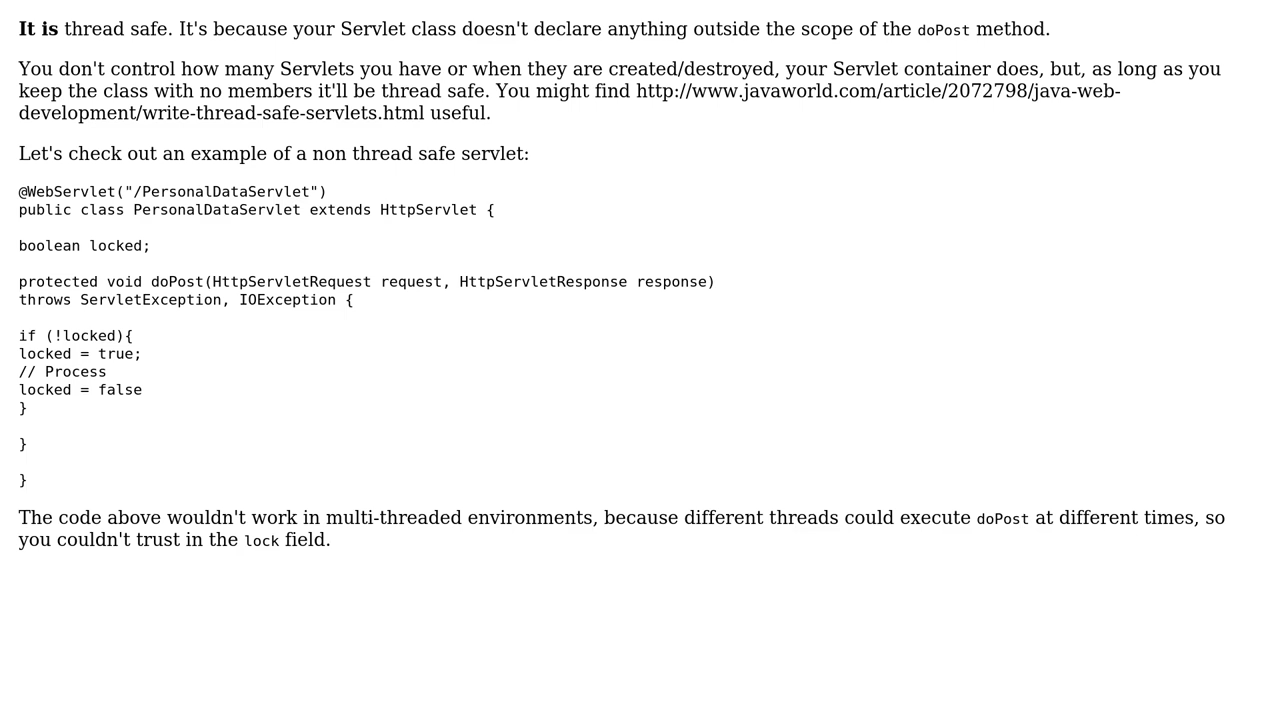 It is thread safe. It's because your Servlet class doesn't declare anything outside the scope of the doPost method.
You don't control how many Servlets you have or when they are created/destroyed, your Servlet container does, but, as long as you
keep the class with no members it'll be thread safe. You might find http://www.javaworld.com/article/2072798/java-web-
development/write-thread-safe-servlets.html useful.
Let's check out an example of a non thread safe servlet:
@WebServlet("/PersonalDataServlet")
public class PersonalDataServlet extends HttpServlet {
boolean locked;
protected void doPost(HttpServletRequest request, HttpServletResponse response)
throws ServletException, IOException {
if (!locked){
locked = true;
// Process
locked = false
}
}
}
The code above wouldn't work in multi-threaded environments, because different threads could execute doPost at different times, so
you couldn't trust in the lock field.